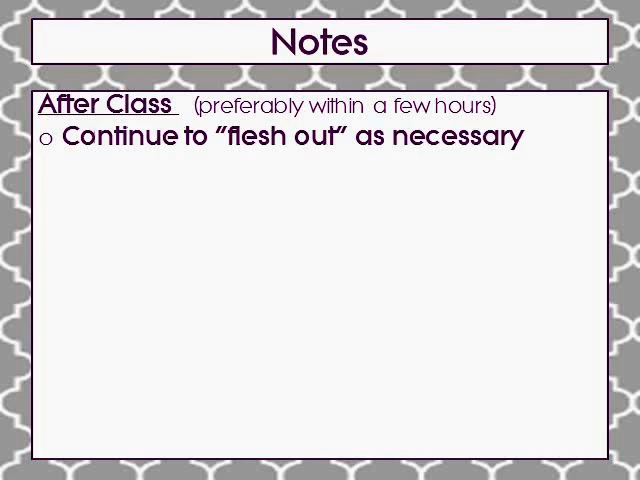 Notes
After Class (preferably within a few hours)
o Continue to "flesh out" as necessary